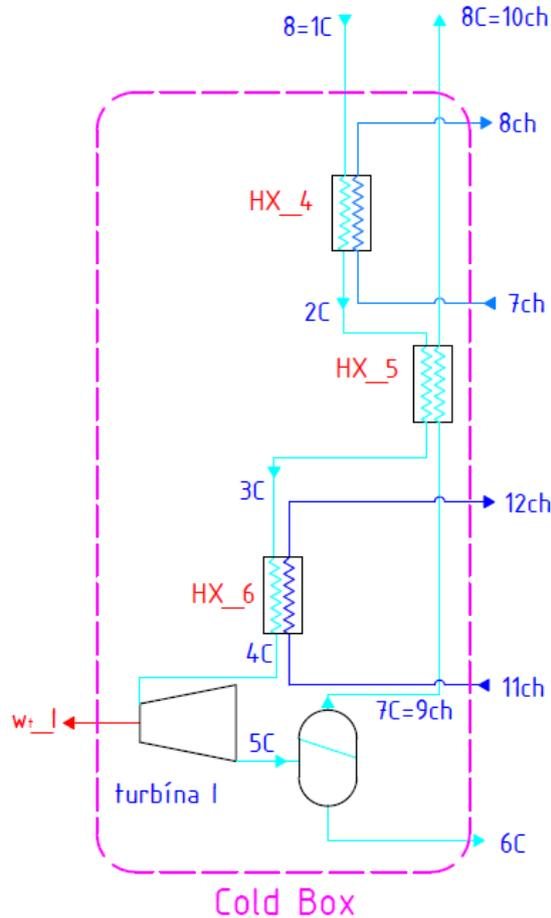 8=1C
8C=10ch
8ch
HX_4
7ch
2C
HX_5
3C
12ch
HX_6
4C
11ch
7C=9ch
wₜ_I
5C
turbína I
6C
Cold Box